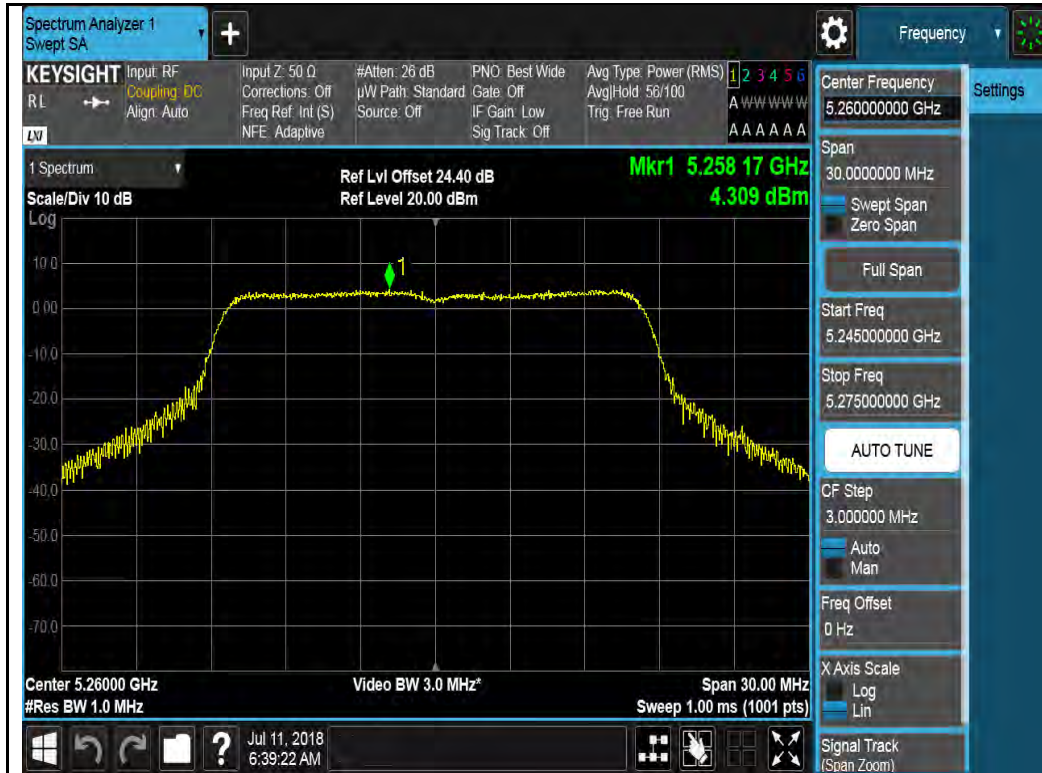 Spectrum Analyzer 1
Swept SA
+
Frequency
KEYSIGHT
RL
LXI
Input: RF
Coupling: DC
Align: Auto
Input Z: 50 Ω
Corrections: Off
Freq Ref: Int (S)
NFE: Adaptive
#Atten: 26 dB
µW Path: Standard
Source: Off
PNO: Best Wide
Gate: Off
IF Gain: Low
Sig Track: Off
Avg Type: Power (RMS)
Avg|Hold: 56/100
Trig: Free Run
1 2 3 4 5 6
A W W W W W
A A A A A A
1 Spectrum
Scale/Div 10 dB
Ref Lvl Offset 24.40 dB
Ref Level 20.00 dBm
Mkr1 5.258 17 GHz
4.309 dBm
Log
10.0
0.00
-10.0
-20.0
-30.0
-40.0
-50.0
-60.0
-70.0
1
Center 5.26000 GHz
#Res BW 1.0 MHz
Video BW 3.0 MHz*
Span 30.00 MHz
Sweep 1.00 ms (1001 pts)
?
Jul 11, 2018
6:39:22 AM
Center Frequency
5.260000000 GHz
Span
30.0000000 MHz
Swept Span
Zero Span
Full Span
Start Freq
5.245000000 GHz
Stop Freq
5.275000000 GHz
AUTO TUNE
CF Step
3.000000 MHz
Auto
Man
Freq Offset
0 Hz
X Axis Scale
Log
Lin
Signal Track
(Span Zoom)
Settings